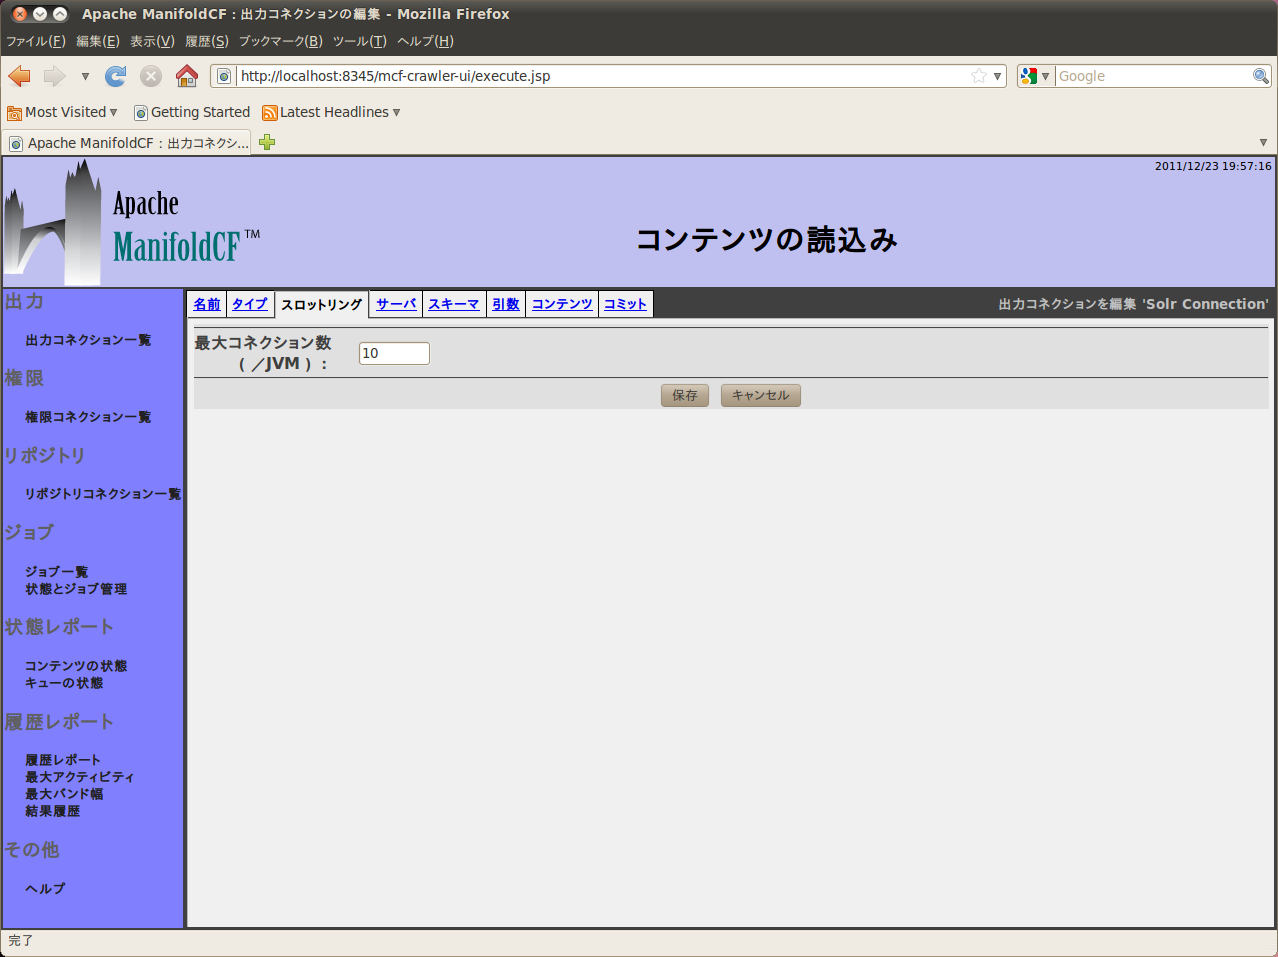 Apache ManifoldCF : 出力コネクションの編集 - Mozilla Firefox
ファイル(F) 編集(E) 表示(V) 履歴(S) ブックマーク(B) ツール(T) ヘルプ(H)
http://localhost:8345/mcf-crawler-ui/execute.jsp Google
Most Visited Getting Started Latest Headlines
Apache ManifoldCF : 出力コネクシ...
2011/12/23 19:57:16
Apache
ManifoldCF™
コンテンツの読込み
名前 タイプ スロットリング サーバ スキーマ 引数 コンテンツ コミット 出力コネクションを編集 'Solr Connection'
最大コネクション数
( ／JVM ) : 10
保存 キャンセル
出力
出力コネクション一覧
権限
権限コネクション一覧
リポジトリ
リポジトリコネクション一覧
ジョブ
ジョブ一覧
状態とジョブ管理
状態レポート
コンテンツの状態
キューの状態
履歴レポート
履歴レポート
最大アクティビティ
最大バンド幅
結果履歴
その他
ヘルプ
完了